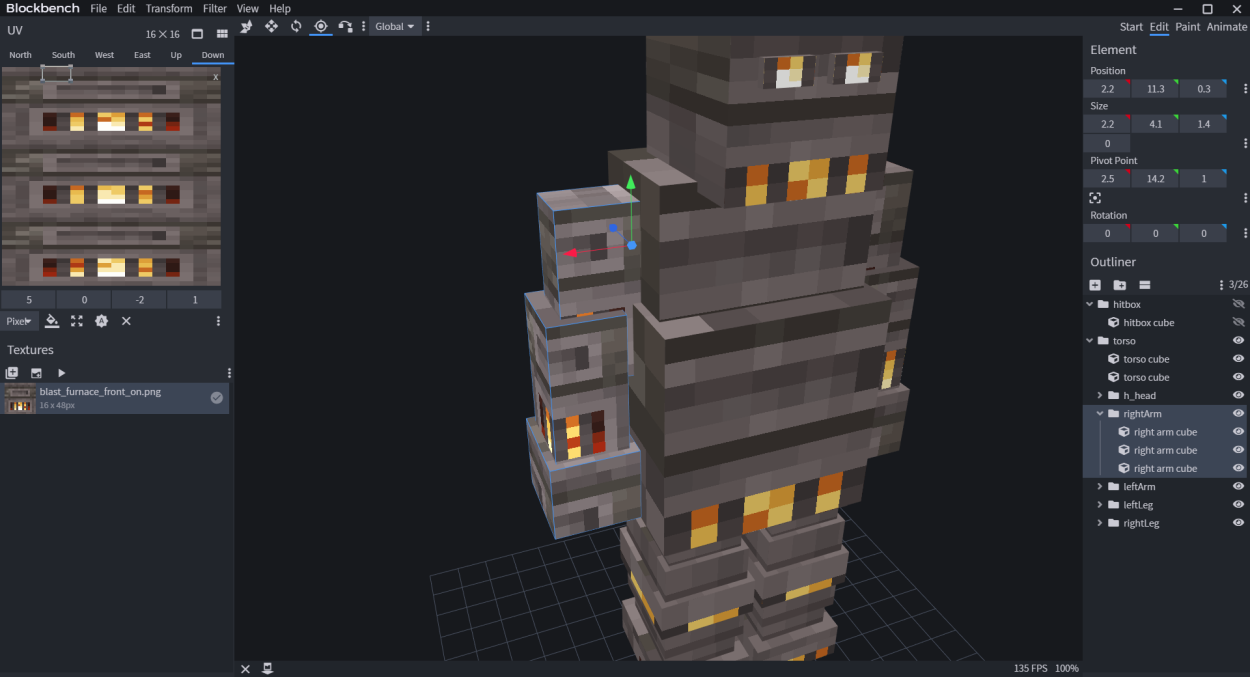 Blockbench File Edit Transform Filter View Help
UV
16 × 16
Global
Start Edit Paint Animate
North South West East Up Down
x
5 0 -2 1
Pixel
Textures
blast_furnace_front_on.png
16 x 48px
Element
Position
2.2 11.3 0.3
Size
2.2 4.1 1.4
0
Pivot Point
2.5 14.2 1
Rotation
0 0 0
Outliner
3/26
hitbox
hitbox cube
torso
torso cube
torso cube
h_head
rightArm
right arm cube
right arm cube
right arm cube
leftArm
leftLeg
rightLeg
135 FPS 100%